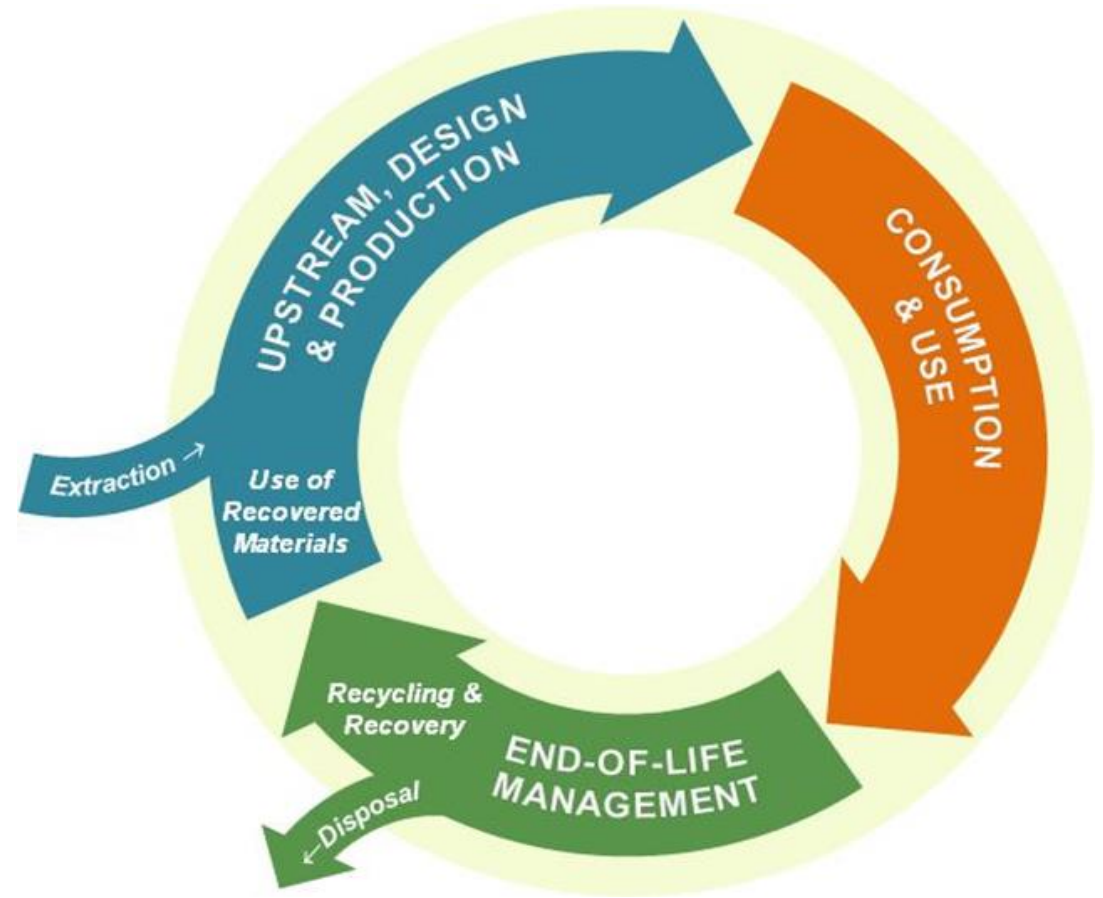 UPSTREAM, DESIGN
& PRODUCTION
CONSUMPTION
& USE
Extraction →
Use of
Recovered
Materials
Recycling &
Recovery
END-OF-LIFE
MANAGEMENT
←Disposal